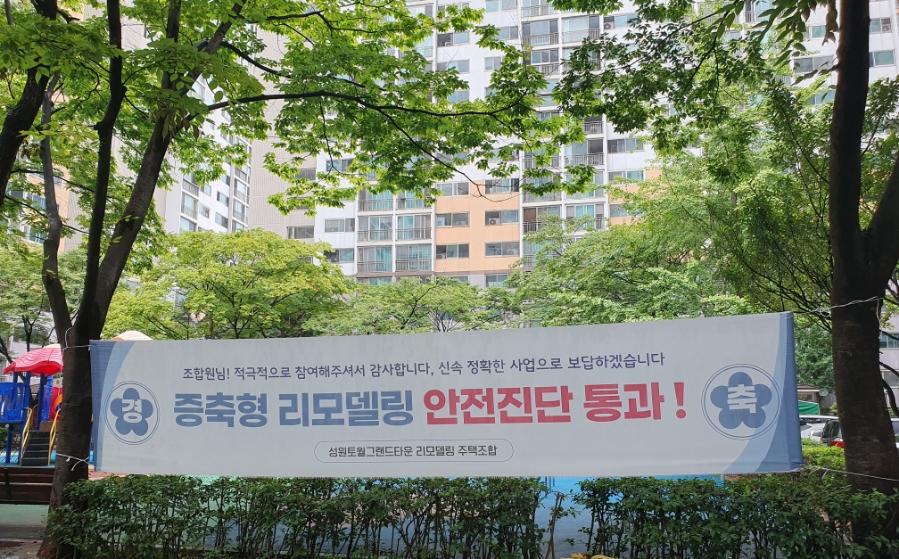 조합원님! 적극적으로 참여해주셔서 감사합니다, 신속 정확한 사업으로 보답하겠습니다
경 증축형 리모델링 안전진단 통과! 축
성원토월그랜드타운 리모델링 주택조합